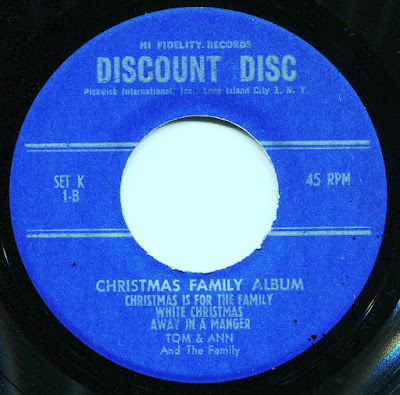 HI FIDELITY RECORDS
DISCOUNT DISC
Pickwick International, Inc., Long Island City 1, N. Y.
SET K
1-B
45 RPM
CHRISTMAS FAMILY ALBUM
CHRISTMAS IS FOR THE FAMILY
WHITE CHRISTMAS
AWAY IN A MANGER
TOM & ANN
And The Family